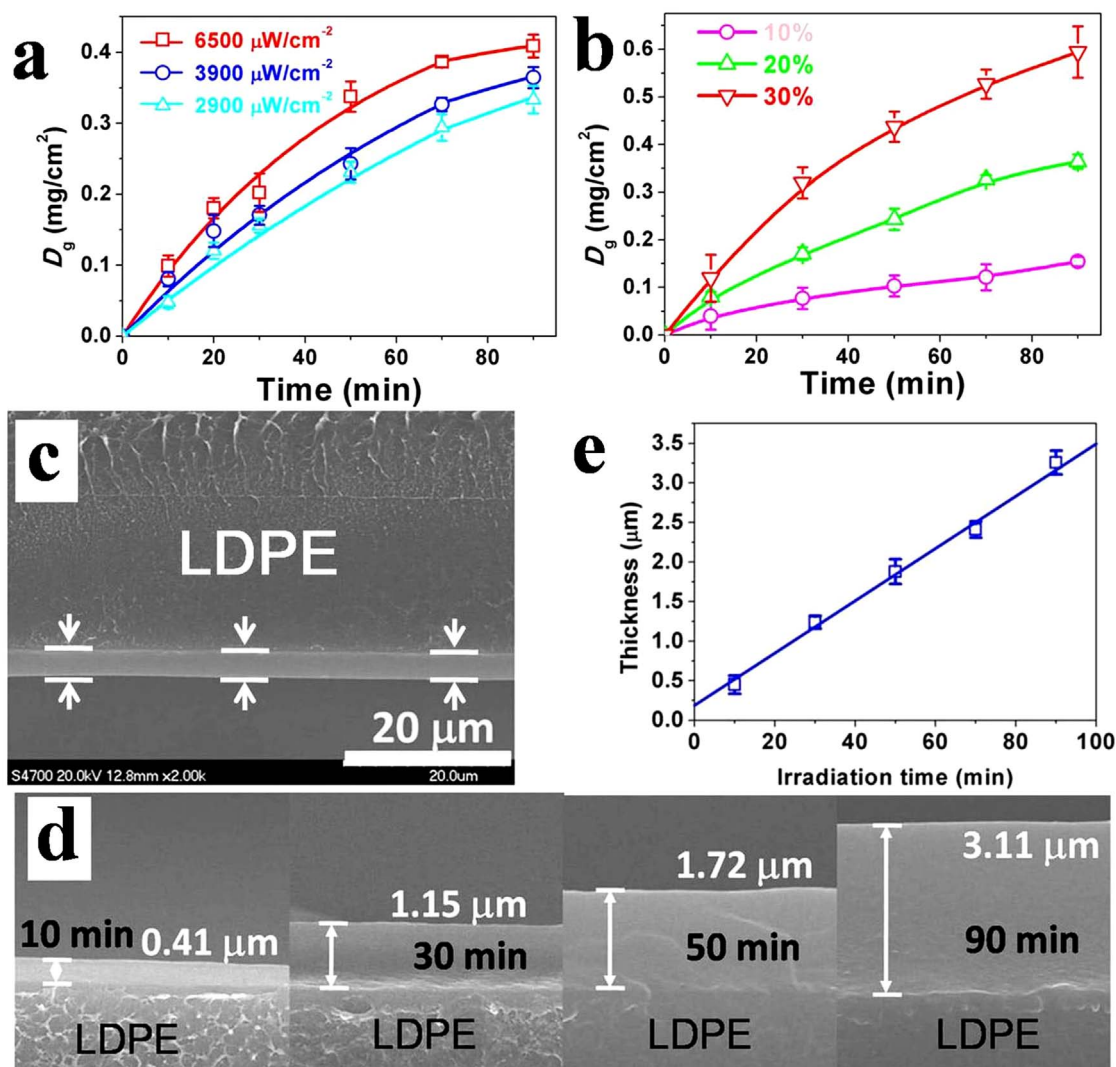 a
6500 μW/cm⁻²
3900 μW/cm⁻²
2900 μW/cm⁻²
0.4
0.3
0.2
0.1
0.0
Dg (mg/cm²)
0 20 40 60 80
Time (min)
b
10%
20%
30%
0.6
0.5
0.4
0.3
0.2
0.1
0.0
Dg (mg/cm²)
0 20 40 60 80
Time (min)
c
LDPE
20 μm
S4700 20.0kV 12.8mm x2.00k 20.0um
e
3.5
3.0
2.5
2.0
1.5
1.0
0.5
0.0
Thickness (μm)
0 20 40 60 80 100
Irradiation time (min)
d
10 min
0.41 μm
LDPE
1.15 μm
30 min
LDPE
1.72 μm
50 min
LDPE
3.11 μm
90 min
LDPE